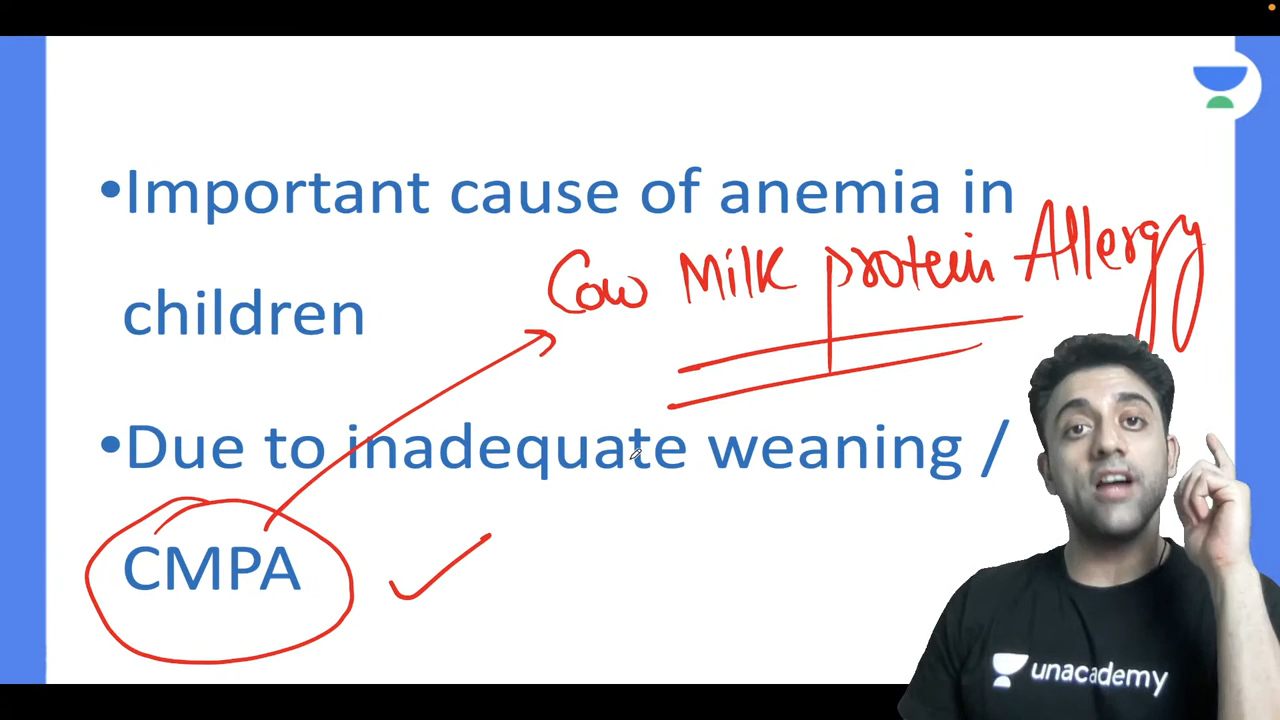 •Important cause of anemia in
Cow Milk protein Allergy
children
•Due to inadequate weaning /
CMPA
unacademy